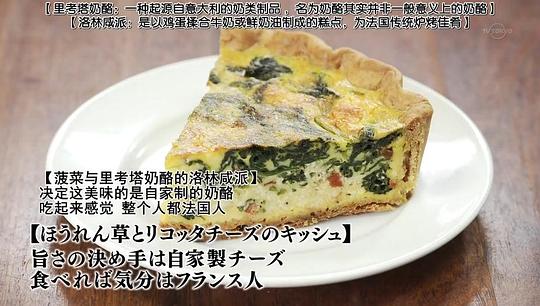 【里考塔奶酪：一种起源自意大利的奶类制品，名为奶酪其实并非一般意义上的奶酪】
【洛林咸派：是以鸡蛋揉合牛奶或鲜奶油制成的糕点，为法国传统炉烤佳肴】
TV TOKYO
【菠菜与里考塔奶酪的洛林咸派】
决定这美味的是自家制的奶酪
吃起来感觉 整个人都法国人
【ほうれん草とリコッタチーズのキッシュ】
旨さの決め手は自家製チーズ
食べれば気分はフランス人